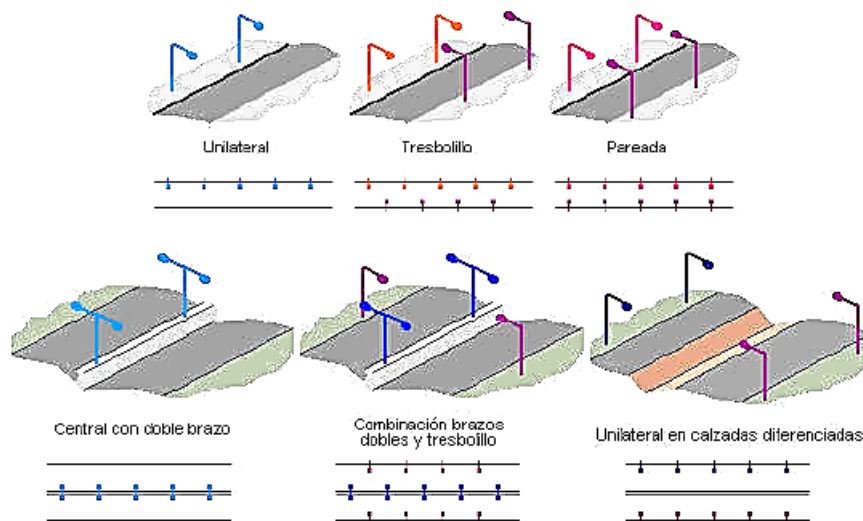 Unilateral
Tresbolillo
Pareada
Central con doble brazo
Combinación brazos
dobles y tresbolillo
Unilateral en calzadas diferenciadas